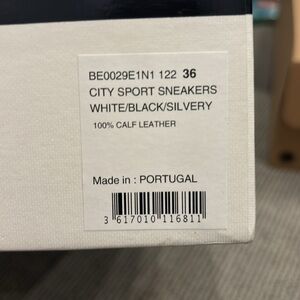 BE0029E1N1 122 36
CITY SPORT SNEAKERS
WHITE/BLACK/SILVERY
100% CALF LEATHER
Made in : PORTUGAL
3 617010 116811